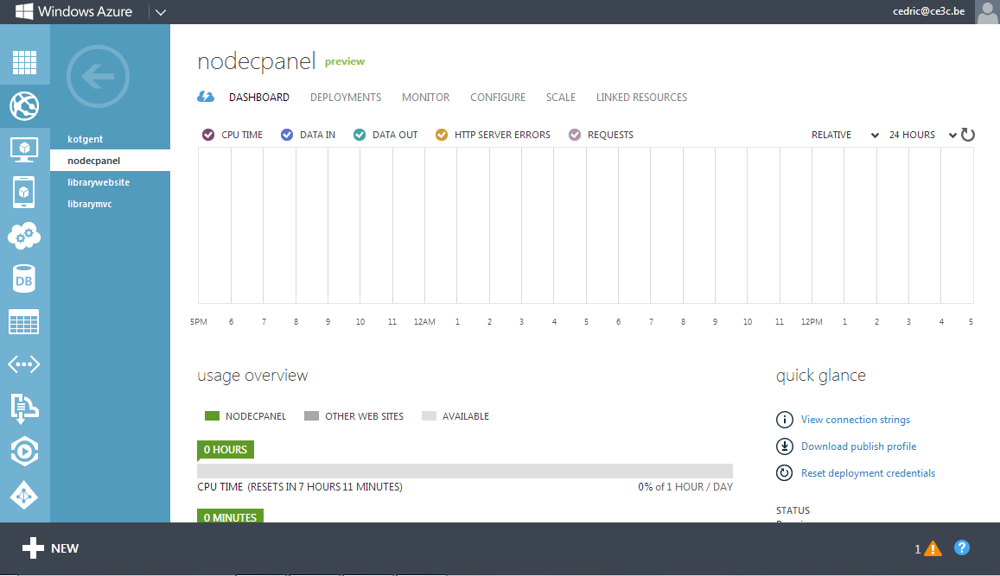 Windows Azure
cedric@ce3c.be
kotgent
nodecpanel
librarywebsite
librarymvc
DB
nodecpanel preview
DASHBOARD DEPLOYMENTS MONITOR CONFIGURE SCALE LINKED RESOURCES
CPU TIME DATA IN DATA OUT HTTP SERVER ERRORS REQUESTS RELATIVE 24 HOURS
5PM 6 7 8 9 10 11 12AM 1 2 3 4 5 6 7 8 9 10 11 12PM 1 2 3 4 5
usage overview
NODECPANEL OTHER WEB SITES AVAILABLE
0 HOURS
CPU TIME (RESETS IN 7 HOURS 11 MINUTES) 0% of 1 HOUR / DAY
0 MINUTES
quick glance
View connection strings
Download publish profile
Reset deployment credentials
STATUS
NEW
1